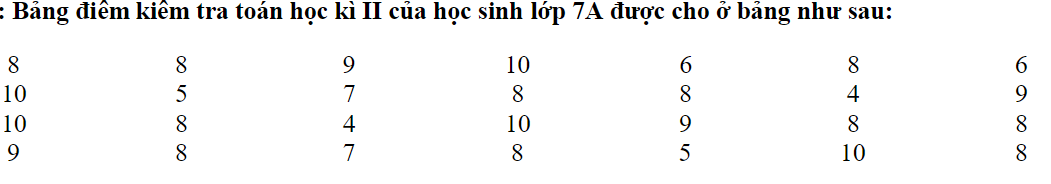 : Bảng điểm kiểm tra toán học kì II của học sinh lớp 7A được cho ở bảng như sau:
8 8 9 10 6 8 6
10 5 7 8 8 4 9
10 8 4 10 9 8 8
9 8 7 8 5 10 8